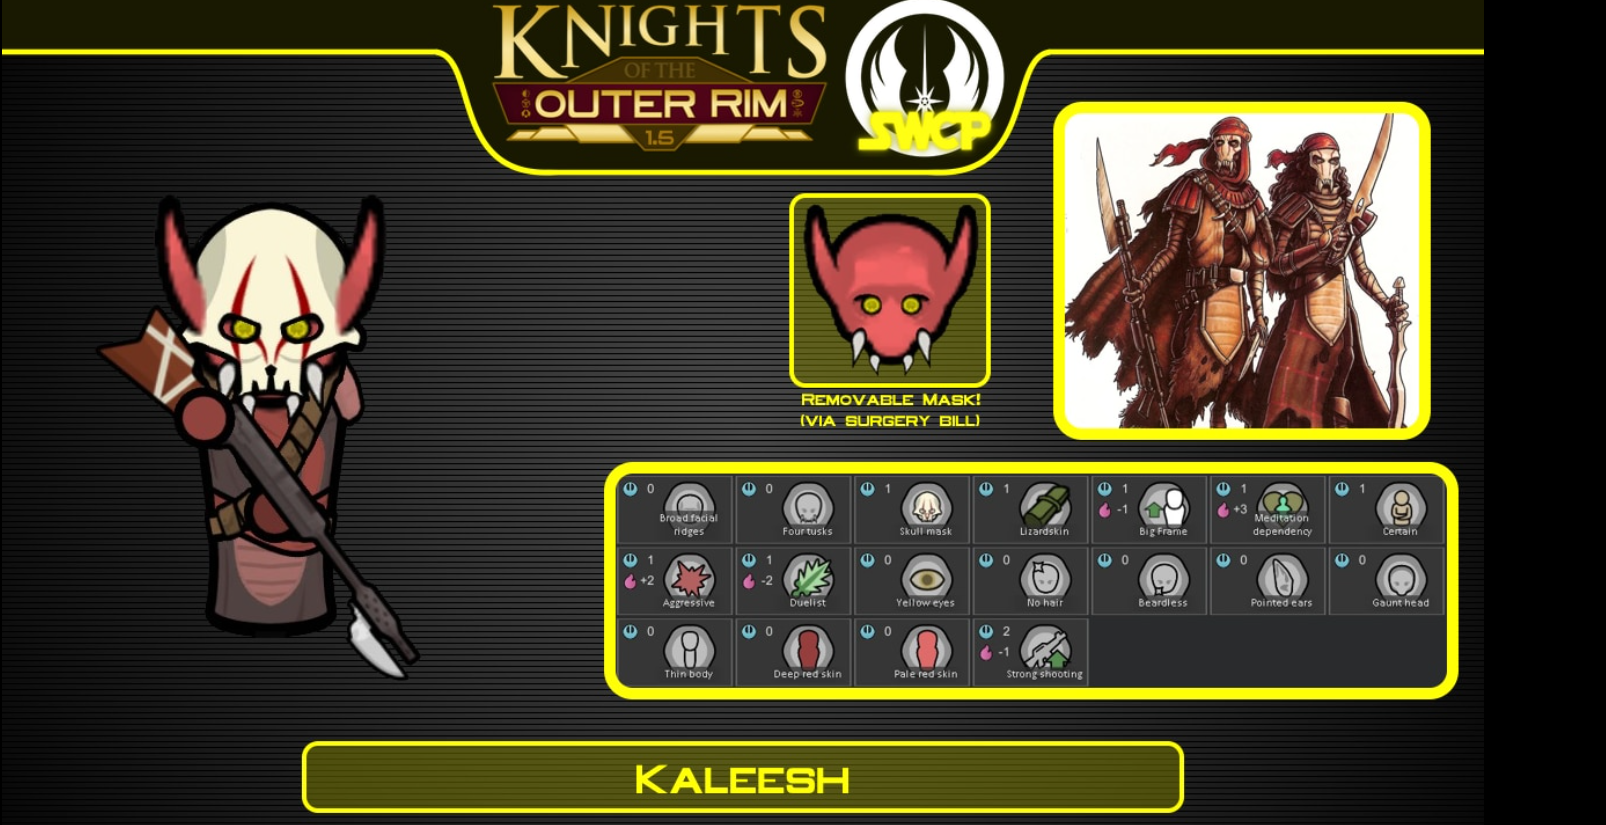 KNIGHTS
OF THE
OUTER RIM
1.5
SWCP
REMOVABLE MASK!
(VIA SURGERY BILL)
0 0 1 1 1 1 1
-1 +3
Broad facial ridges Four tusks Skull mask Lizardskin Big Frame Meditation dependency Certain
1 1 0 0 0 0 0
+2 -2
Aggressive Duelist Yellow eyes No hair Beardless Pointed ears Gaunt head
0 0 0 2
-1
Thin body Deep red skin Pale red skin Strong shooting
KALEESH